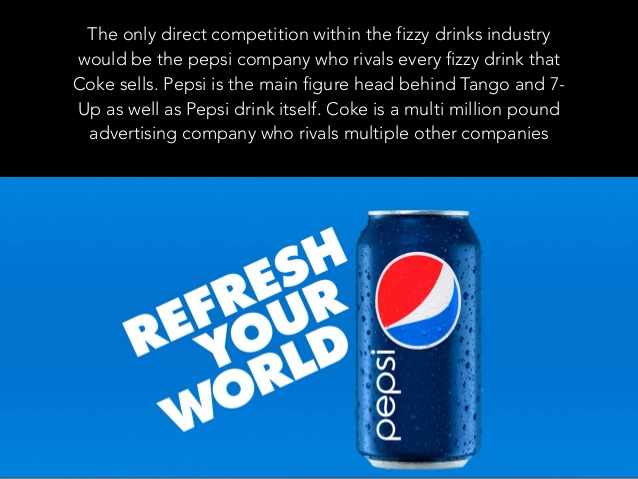 The only direct competition within the fizzy drinks industry
would be the pepsi company who rivals every fizzy drink that
Coke sells. Pepsi is the main figure head behind Tango and 7-
Up as well as Pepsi drink itself. Coke is a multi million pound
advertising company who rivals multiple other companies
REFRESH
YOUR
WORLD
pepsi